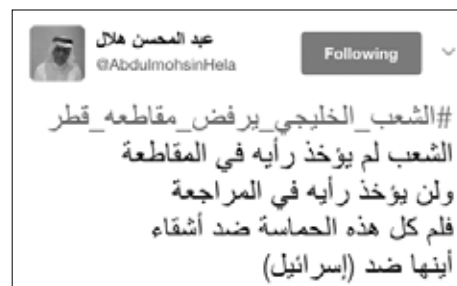 عبد المحسن هلال
@AbdulmohsinHela
Following
#الشعب_الخليجي_يرفض_مقاطعه_قطر
الشعب لم يؤخذ رأيه في المقاطعة
ولن يؤخذ رأيه في المراجعة
فلم كل هذه الحماسة ضد أشقاء
أينها ضد (إسرائيل)